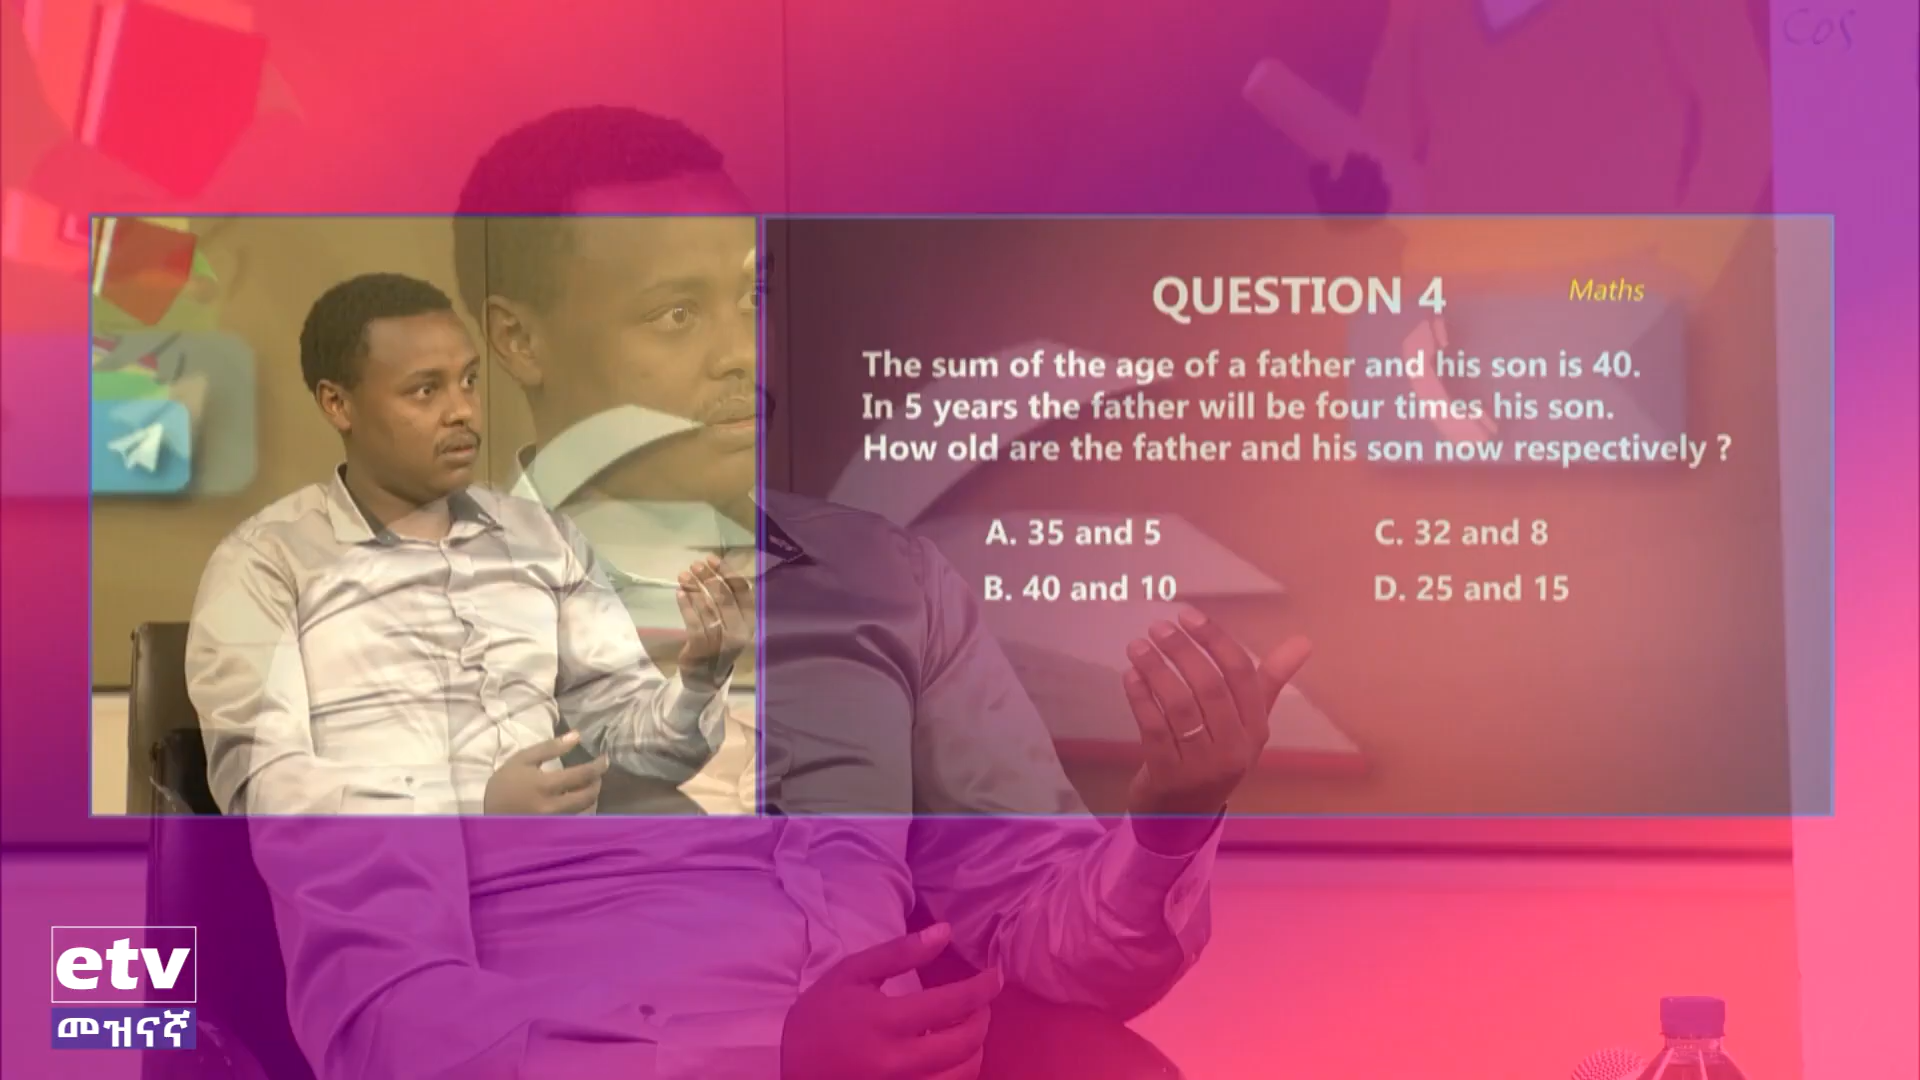 Cos
QUESTION 4
Maths
The sum of the age of a father and his son is 40.
In 5 years the father will be four times his son.
How old are the father and his son now respectively ?
A. 35 and 5
C. 32 and 8
B. 40 and 10
D. 25 and 15
etv
መዝናኛ